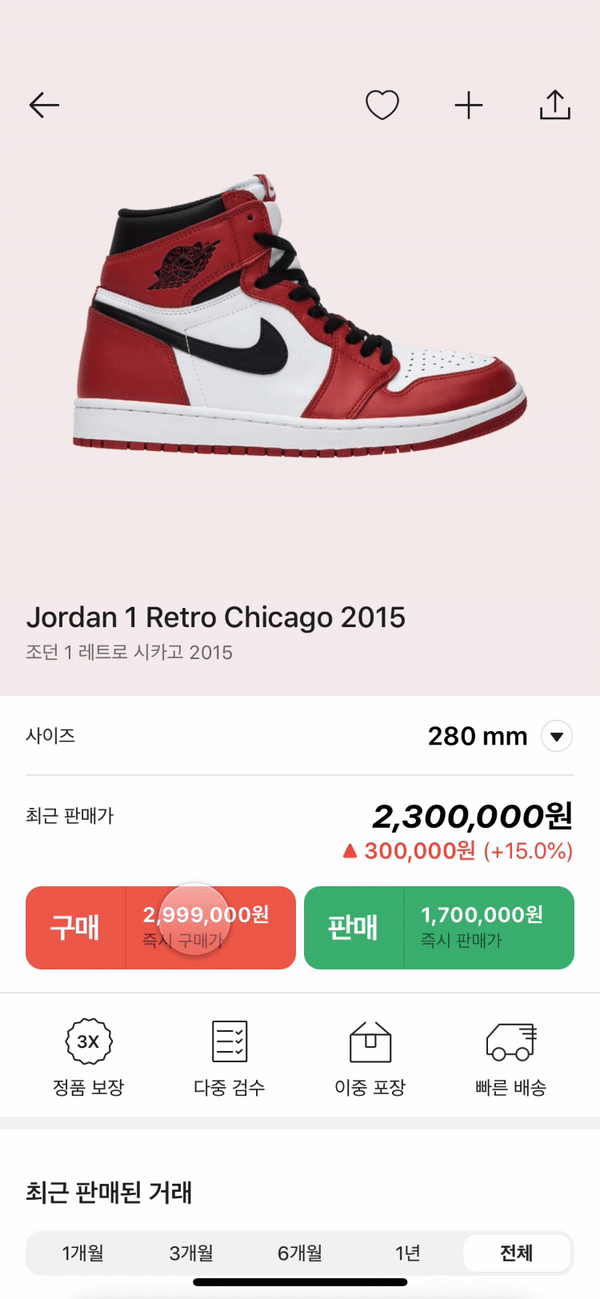 Jordan 1 Retro Chicago 2015
조던 1 레트로 시카고 2015
사이즈
280 mm
최근 판매가
2,300,000원
▲ 300,000원 (+15.0%)
구매
2,999,000원
즉시 구매가
판매
1,700,000원
즉시 판매가
3X
정품 보장
다중 검수
이중 포장
빠른 배송
최근 판매된 거래
1개월
3개월
6개월
1년
전체